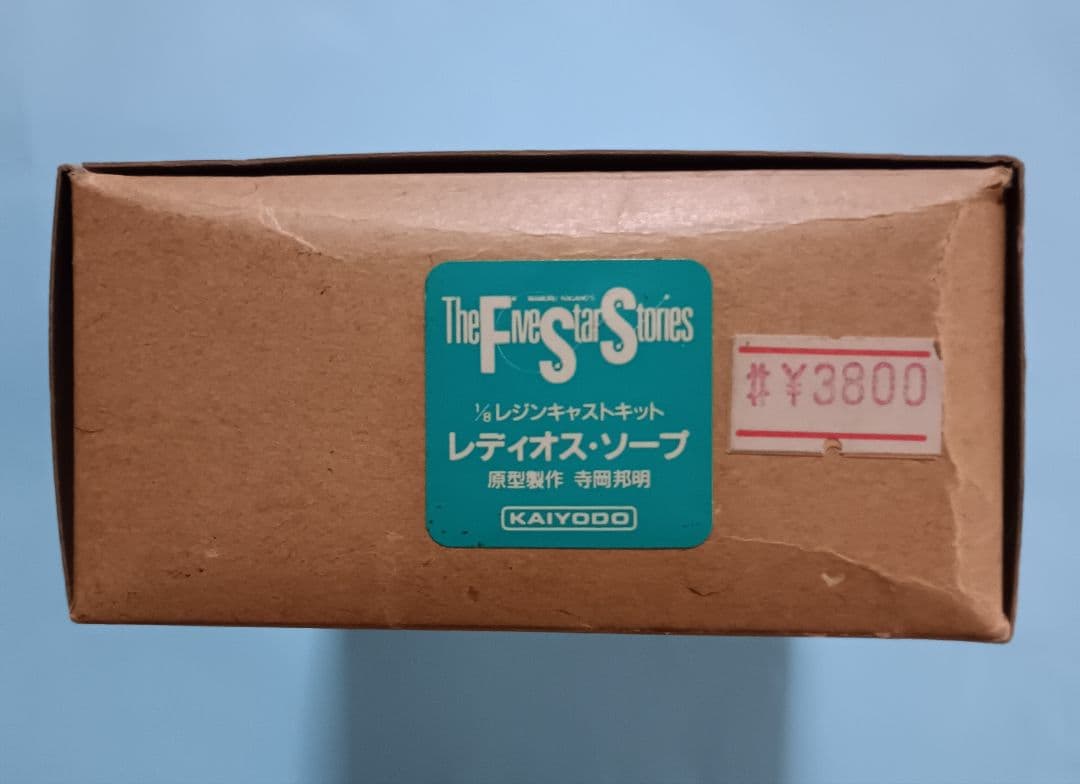 MAMORU NAGANO'S
The Five Star Stories
1/8 レジンキャストキット
レディオス・ソープ
原型製作 寺岡邦明
KAIYODO
¥3800